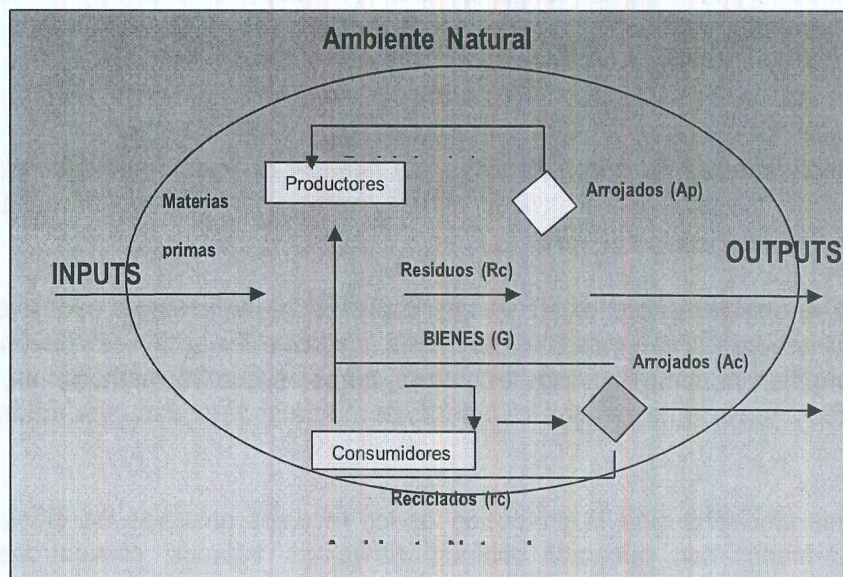 Ambiente Natural
Productores
Arrojados (Ap)
Materias
primas
INPUTS
OUTPUTS
Residuos (Rc)
BIENES (G)
Arrojados (Ac)
Consumidores
Reciclados (rc)